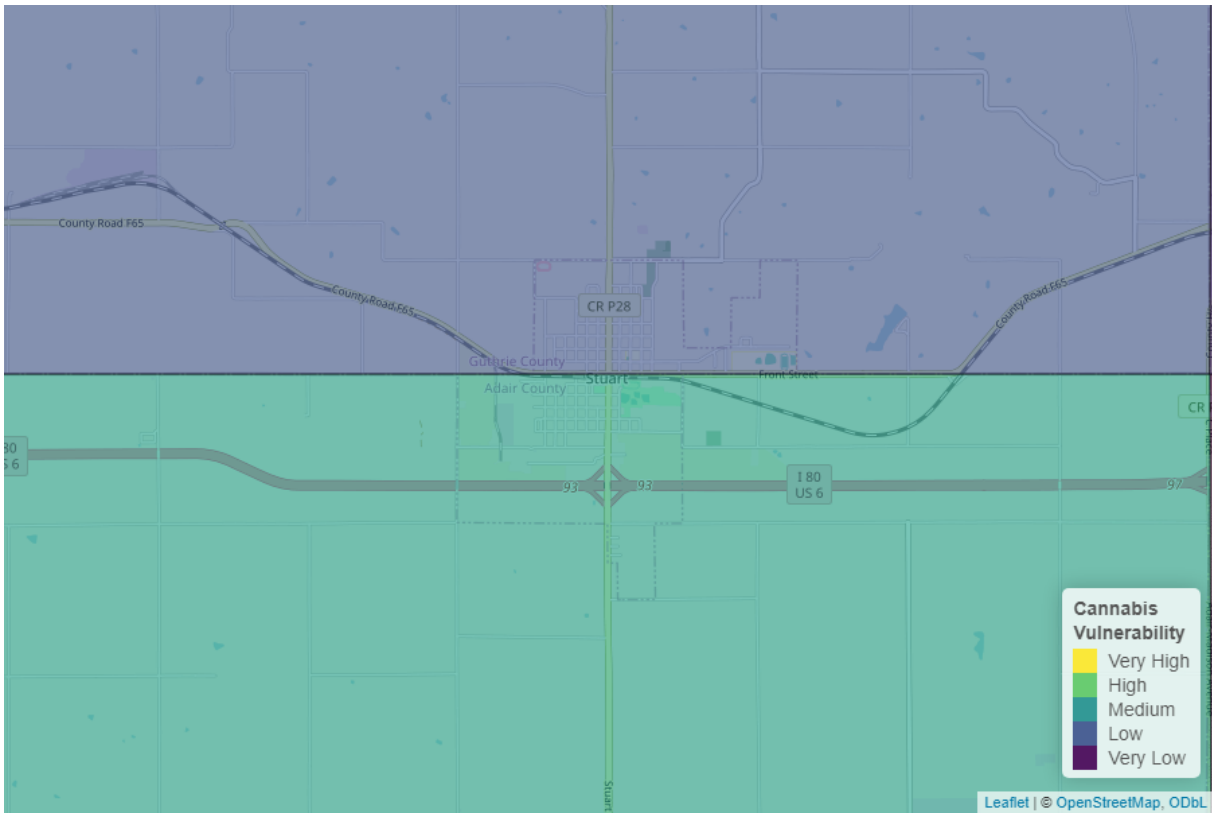 County Road F65
County Road F65
County Road F65
CR P28
Guthrie County
Stuart
Front Street
Adair County
CR
80
S 6
93
93
I 80
US 6
97
Stuart
Cannabis
Vulnerability
Very High
High
Medium
Low
Very Low
Leaflet | © OpenStreetMap, ODbL